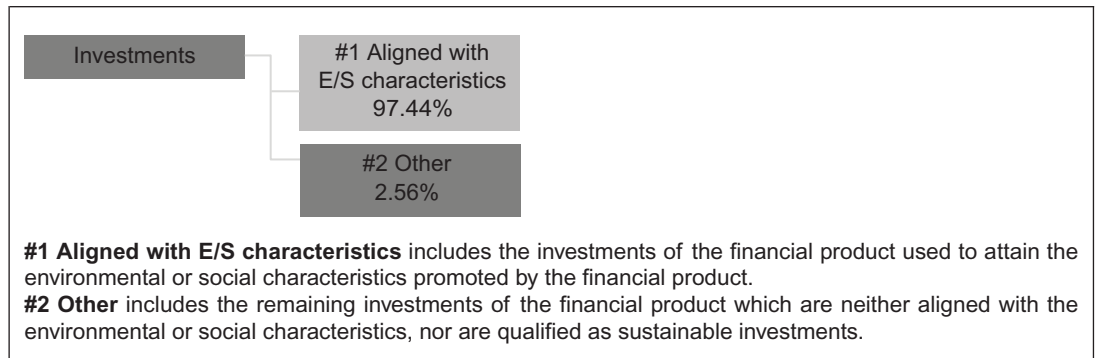 Investments
#1 Aligned with
E/S characteristics
97.44%
#2 Other
2.56%
#1 Aligned with E/S characteristics includes the investments of the financial product used to attain the
environmental or social characteristics promoted by the financial product.
#2 Other includes the remaining investments of the financial product which are neither aligned with the
environmental or social characteristics, nor are qualified as sustainable investments.